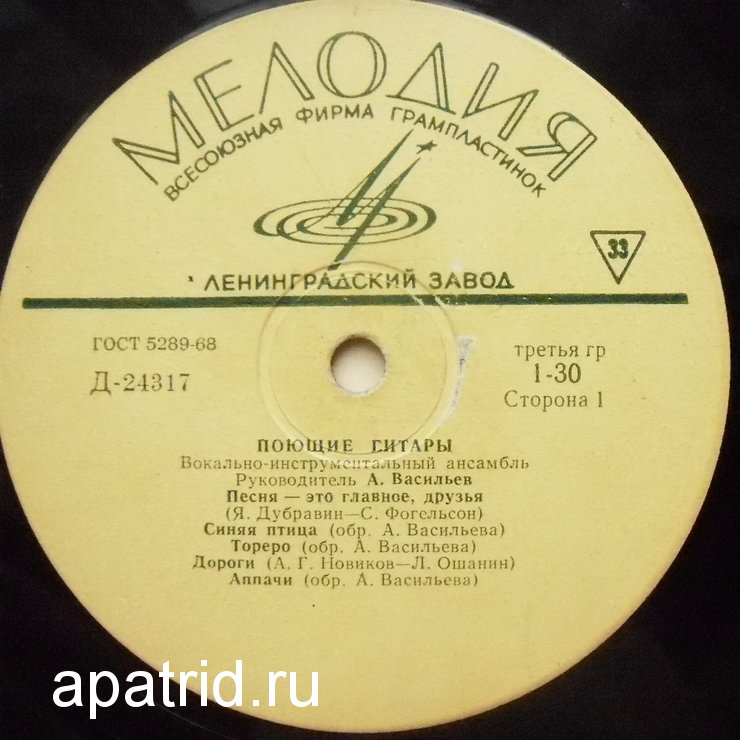 МЕЛОДИЯ
ВСЕСОЮЗНАЯ ФИРМА ГРАМПЛАСТИНОК
33
ЛЕНИНГРАДСКИЙ ЗАВОД
ГОСТ 5289-68
Д-24317
третья гр
1-30
Сторона 1
ПОЮЩИЕ ГИТАРЫ
Вокально-инструментальный ансамбль
Руководитель А. Васильев
Песня — это главное, друзья
(Я. Дубравин—С. Фогельсон)
Синяя птица (обр. А. Васильева)
Тореро (обр. А. Васильева)
Дороги (А. Г. Новиков—Л. Ошанин)
Аппачи (обр. А. Васильева)
apatrid.ru